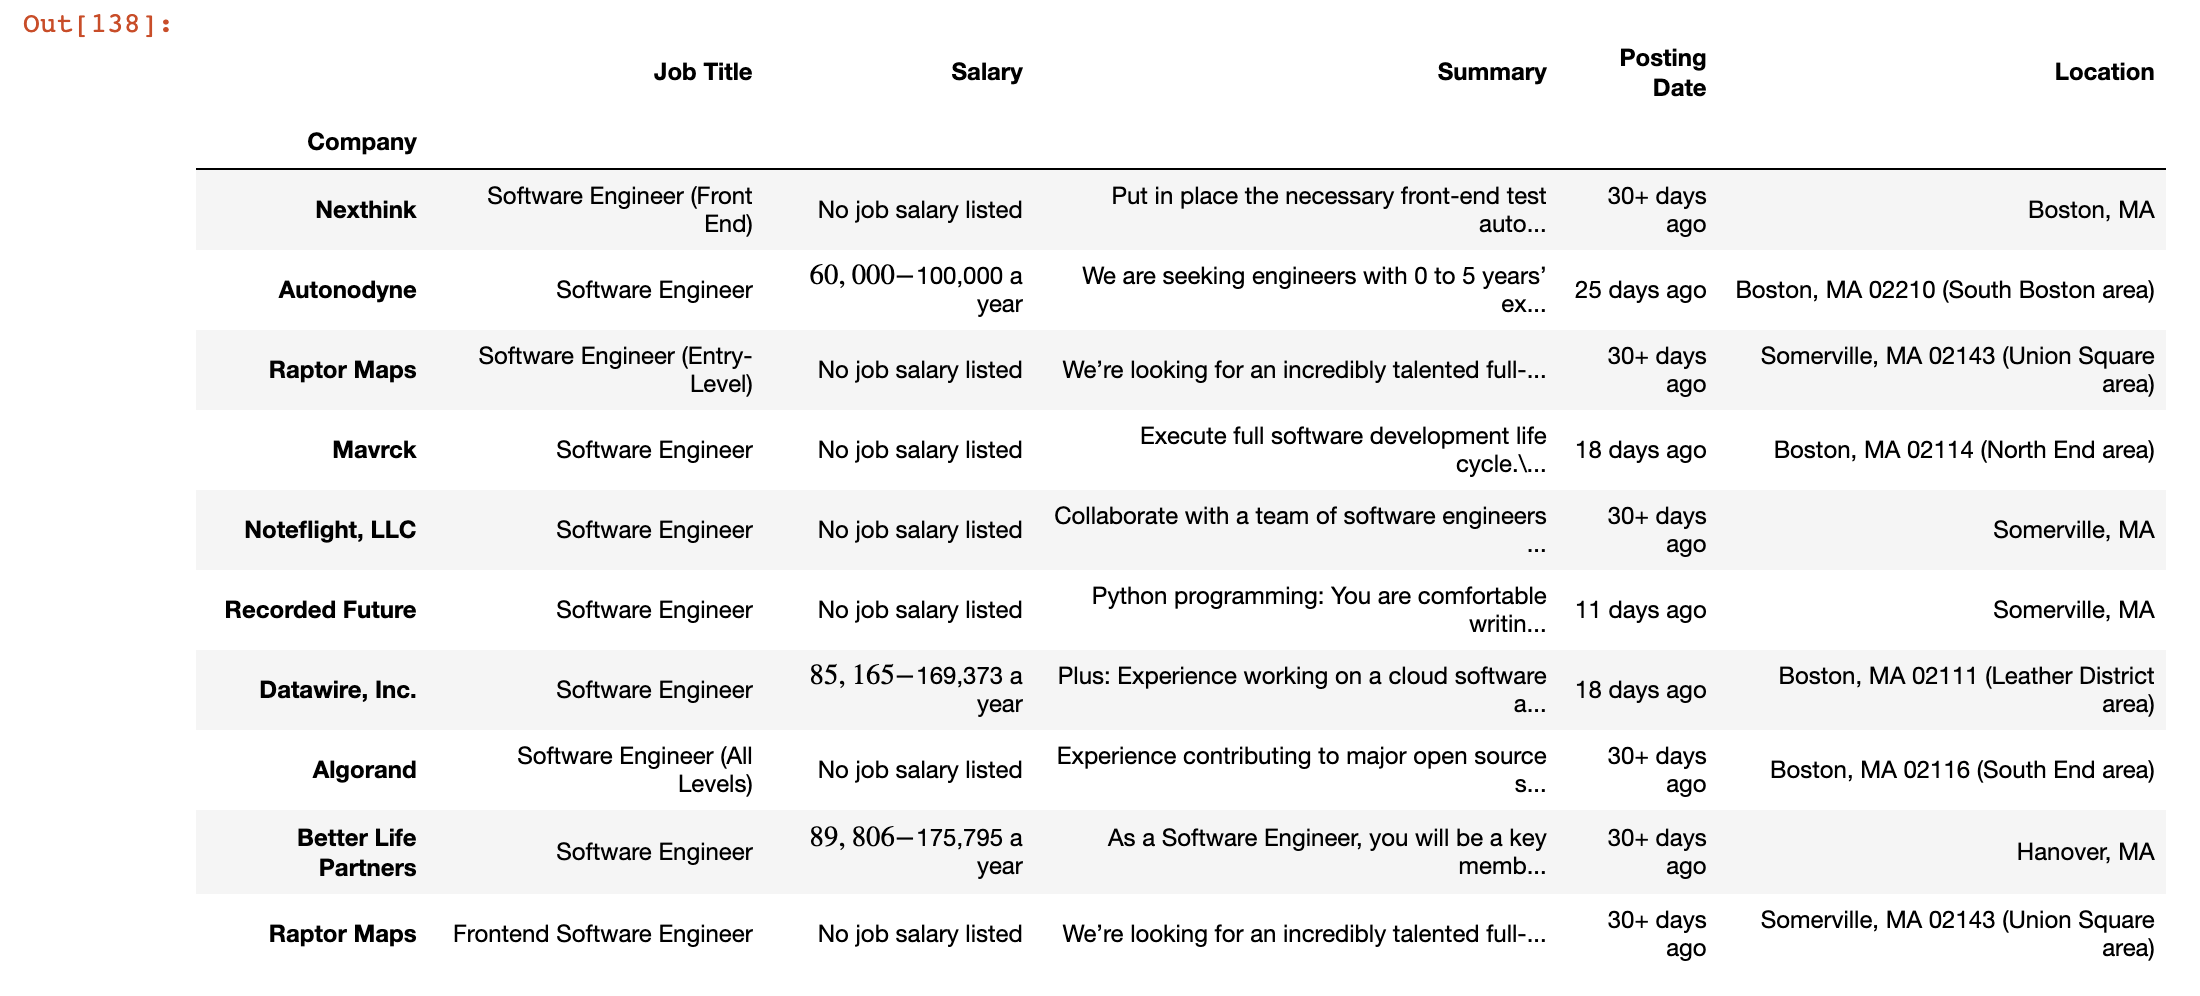 Out[138]:
Job Title Salary Summary Posting Date Location
Company
Nexthink Software Engineer (Front End) No job salary listed Put in place the necessary front-end test auto... 30+ days ago Boston, MA
Autonodyne Software Engineer 60, 000−100,000 a year We are seeking engineers with 0 to 5 years’ ex... 25 days ago Boston, MA 02210 (South Boston area)
Raptor Maps Software Engineer (Entry-Level) No job salary listed We’re looking for an incredibly talented full-... 30+ days ago Somerville, MA 02143 (Union Square area)
Mavrck Software Engineer No job salary listed Execute full software development life cycle.\... 18 days ago Boston, MA 02114 (North End area)
Noteflight, LLC Software Engineer No job salary listed Collaborate with a team of software engineers ... 30+ days ago Somerville, MA
Recorded Future Software Engineer No job salary listed Python programming: You are comfortable writin... 11 days ago Somerville, MA
Datawire, Inc. Software Engineer 85, 165−169,373 a year Plus: Experience working on a cloud software a... 18 days ago Boston, MA 02111 (Leather District area)
Algorand Software Engineer (All Levels) No job salary listed Experience contributing to major open source s... 30+ days ago Boston, MA 02116 (South End area)
Better Life Partners Software Engineer 89, 806−175,795 a year As a Software Engineer, you will be a key memb... 30+ days ago Hanover, MA
Raptor Maps Frontend Software Engineer No job salary listed We’re looking for an incredibly talented full-... 30+ days ago Somerville, MA 02143 (Union Square area)